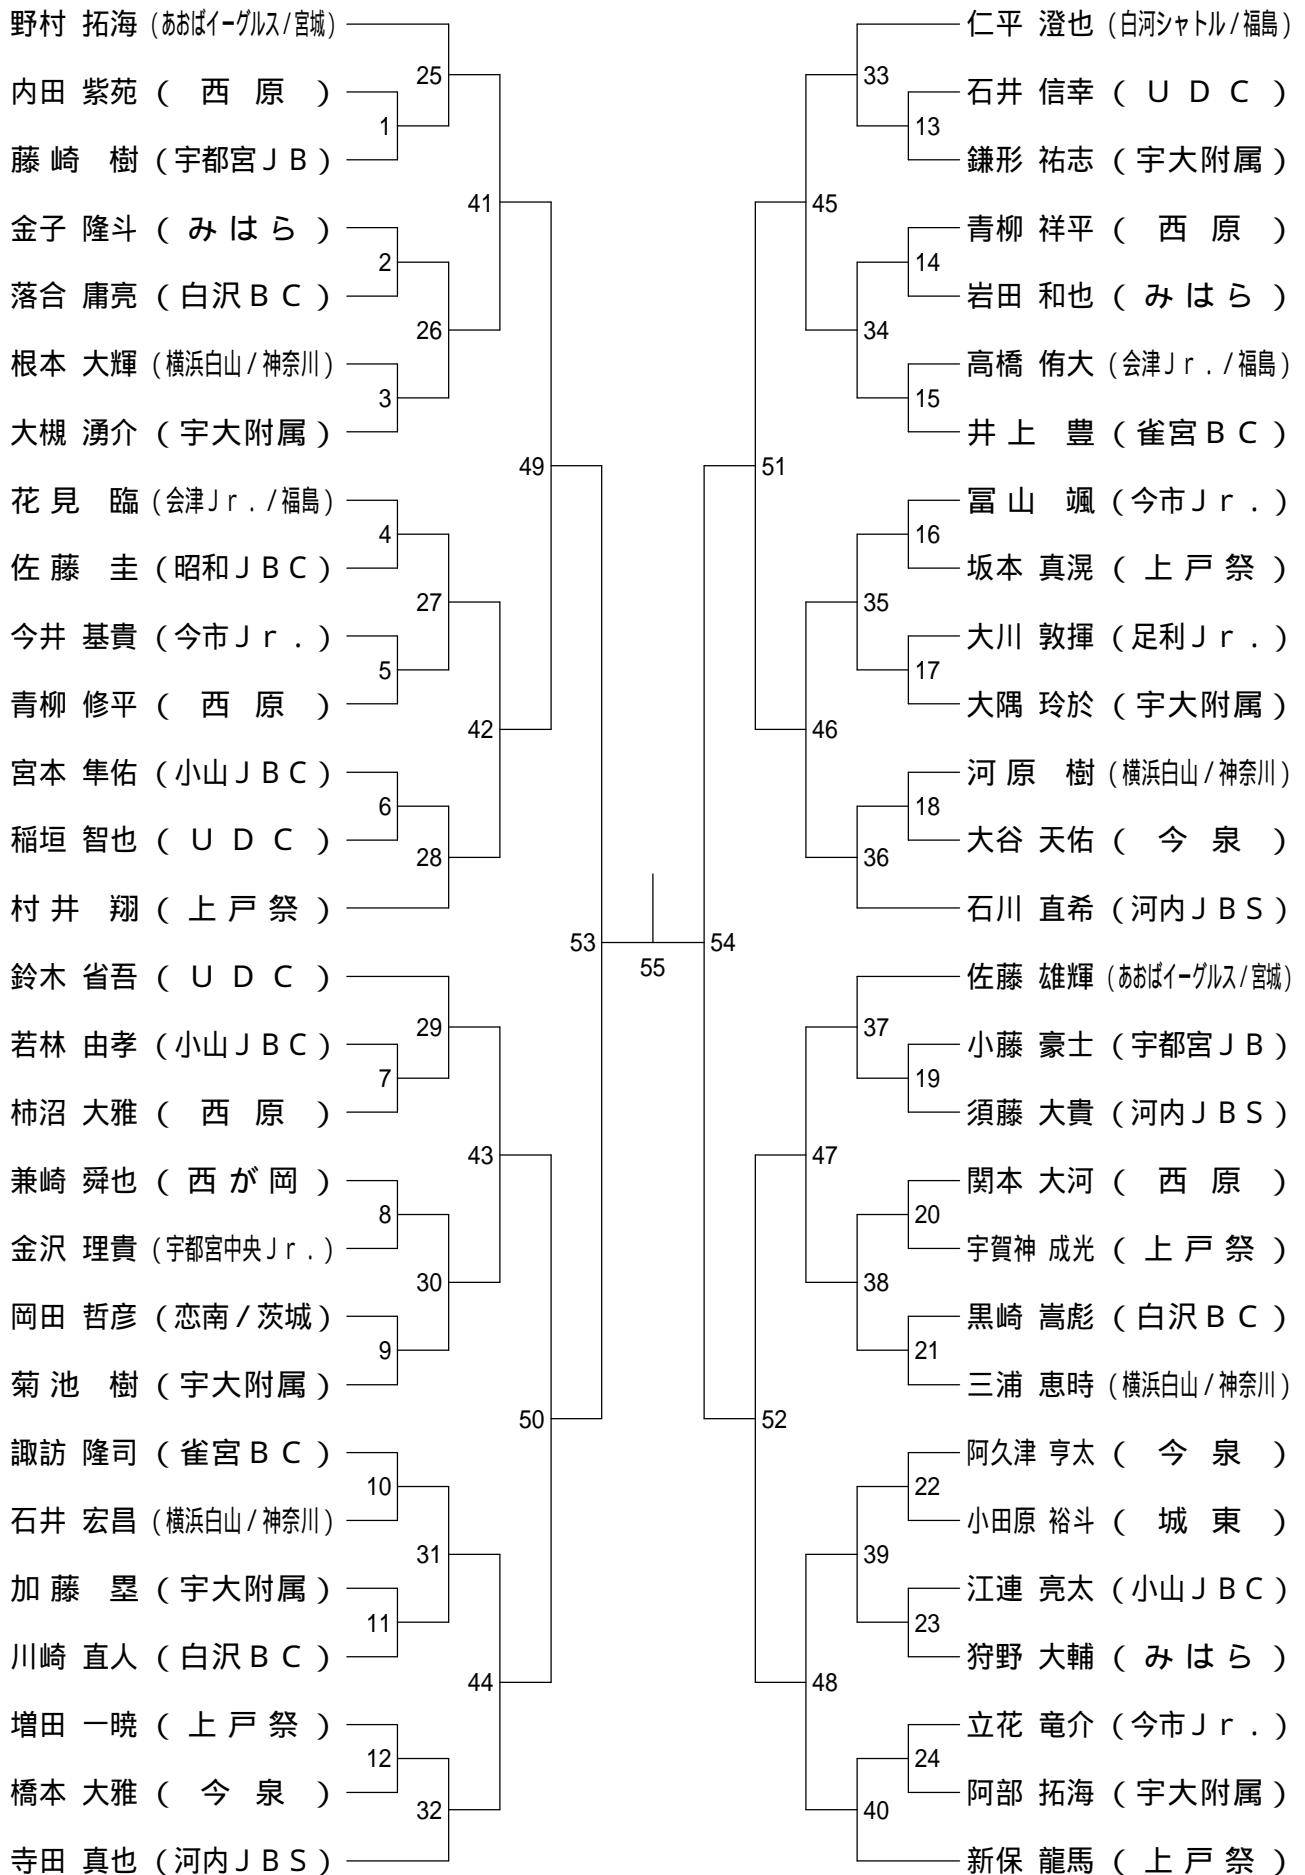 野村 拓海 (あおばイーグルス/宮城)
内田 紫苑 ( 西 原 )
藤崎 樹 (宇都宮JB)
金子 隆斗 ( みはら )
落合 庸亮 (白沢BC)
根本 大輝 (横浜白山/神奈川)
大槻 湧介 (宇大附属)
花見 臨 (会津Jr./福島)
佐藤 圭 (昭和JBC)
今井 基貴 (今市Jr.)
青柳 修平 ( 西 原 )
宮本 隼佑 (小山JBC)
稲垣 智也 ( UDC )
村井 翔 ( 上戸祭 )
鈴木 省吾 ( UDC )
若林 由孝 (小山JBC)
柿沼 大雅 ( 西 原 )
兼崎 舜也 ( 西が岡 )
金沢 理貴 (宇都宮中央Jr.)
岡田 哲彦 (恋南/茨城)
菊池 樹 (宇大附属)
諏訪 隆司 (雀宮BC)
石井 宏昌 (横浜白山/神奈川)
加藤 塁 (宇大附属)
川崎 直人 (白沢BC)
増田 一暁 ( 上戸祭 )
橋本 大雅 ( 今 泉 )
寺田 真也 (河内JBS)
1
2
3
4
5
6
7
8
9
10
11
12
25
26
27
28
29
30
31
32
41
42
43
44
49
50
53
55
54
51
52
45
46
47
48
33
34
35
36
37
38
39
40
13
14
15
16
17
18
19
20
21
22
23
24
仁平 澄也 (白河シャトル/福島)
石井 信幸 ( UDC )
鎌形 祐志 (宇大附属)
青柳 祥平 ( 西 原 )
岩田 和也 ( みはら )
高橋 侑大 (会津Jr./福島)
井上 豊 (雀宮BC)
冨山 颯 (今市Jr.)
坂本 真滉 ( 上戸祭 )
大川 敦揮 (足利Jr.)
大隅 玲於 (宇大附属)
河原 樹 (横浜白山/神奈川)
大谷 天佑 ( 今 泉 )
石川 直希 (河内JBS)
佐藤 雄輝 (あおばイーグルス/宮城)
小藤 豪士 (宇都宮JB)
須藤 大貴 (河内JBS)
関本 大河 ( 西 原 )
宇賀神 成光 ( 上戸祭 )
黒崎 嵩彪 (白沢BC)
三浦 恵時 (横浜白山/神奈川)
阿久津 亨太 ( 今 泉 )
小田原 裕斗 ( 城 東 )
江連 亮太 (小山JBC)
狩野 大輔 ( みはら )
立花 竜介 (今市Jr.)
阿部 拓海 (宇大附属)
新保 龍馬 ( 上戸祭 )